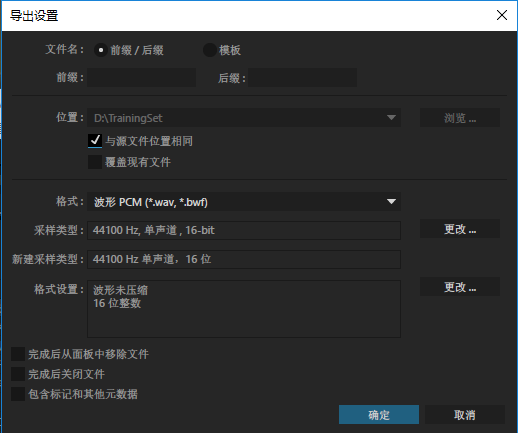 导出设置
文件名: 前缀 / 后缀 模板
前缀: 后缀:
位置: D:\TrainingSet 浏览 ...
与源文件位置相同
覆盖现有文件
格式: 波形 PCM (*.wav, *.bwf)
采样类型: 44100 Hz, 单声道 , 16-bit 更改 ...
新建采样类型: 44100 Hz 单声道，16 位
格式设置: 波形未压缩 更改 ...
16 位整数
完成后从面板中移除文件
完成后关闭文件
包含标记和其他元数据
确定 取消